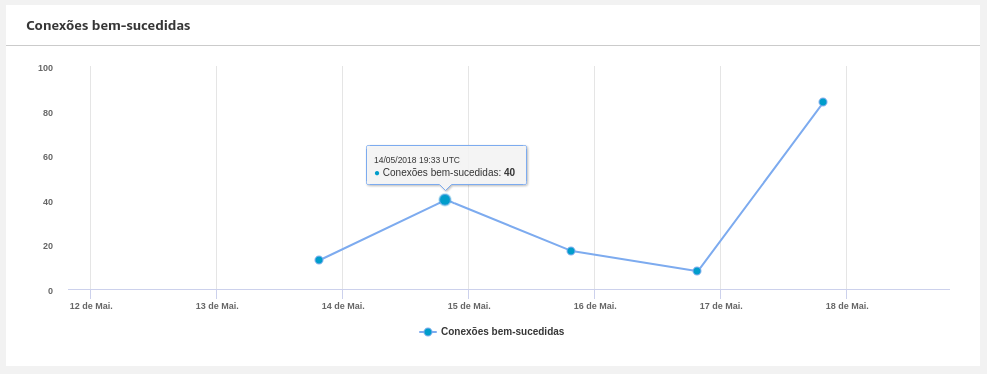 Conexões bem-sucedidas
100
80
60
40
20
0
14/05/2018 19:33 UTC
● Conexões bem-sucedidas: 40
12 de Mai. 13 de Mai. 14 de Mai. 15 de Mai. 16 de Mai. 17 de Mai. 18 de Mai.
Conexões bem-sucedidas